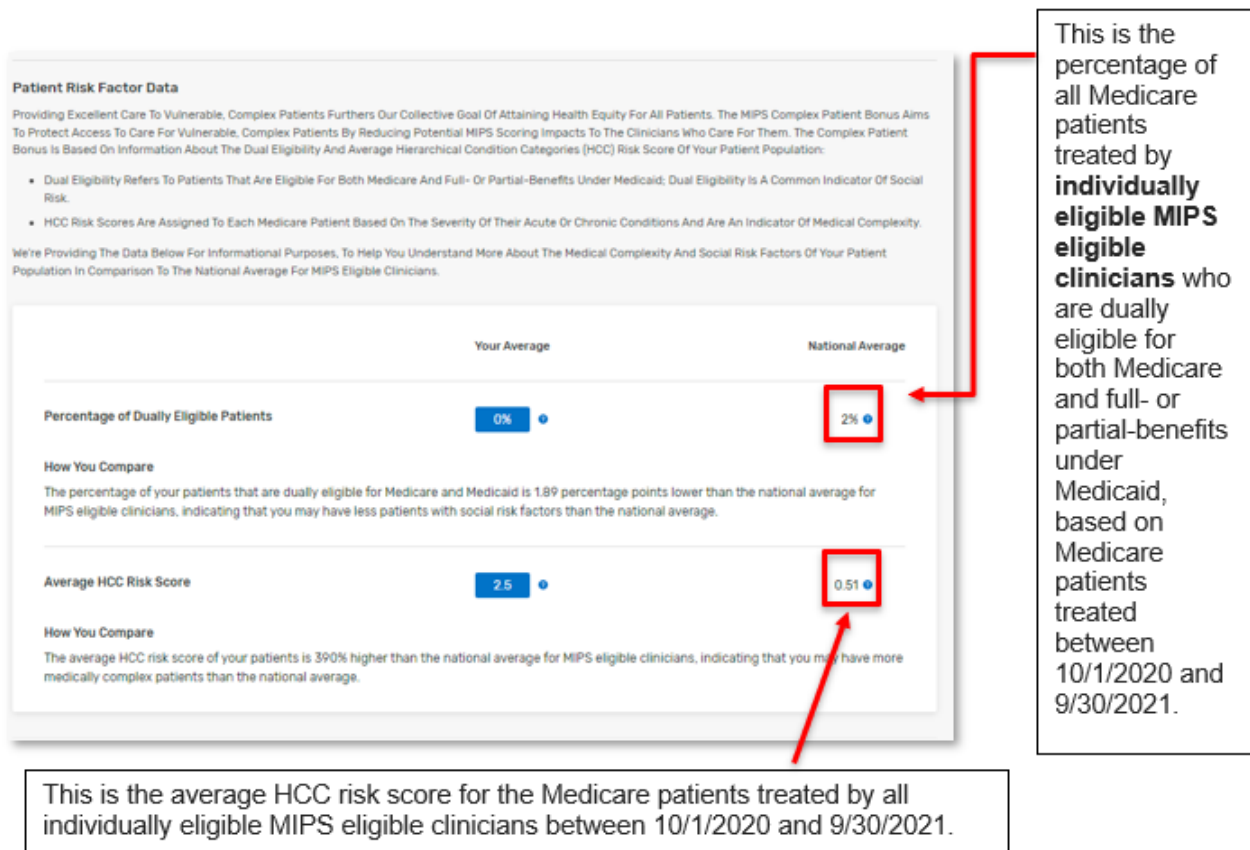 Patient Risk Factor Data
Providing Excellent Care To Vulnerable, Complex Patients Furthers Our Collective Goal Of Attaining Health Equity For All Patients. The MIPS Complex Patient Bonus Aims
To Protect Access To Care For Vulnerable, Complex Patients By Reducing Potential MIPS Scoring Impacts To The Clinicians Who Care For Them. The Complex Patient
Bonus Is Based On Information About The Dual Eligibility And Average Hierarchical Condition Categories (HCC) Risk Score Of Your Patient Population:
• Dual Eligibility Refers To Patients That Are Eligible For Both Medicare And Full- Or Partial-Benefits Under Medicaid; Dual Eligibility Is A Common Indicator Of Social
Risk.
• HCC Risk Scores Are Assigned To Each Medicare Patient Based On The Severity Of Their Acute Or Chronic Conditions And Are An Indicator Of Medical Complexity.
We're Providing The Data Below For Informational Purposes, To Help You Understand More About The Medical Complexity And Social Risk Factors Of Your Patient
Population In Comparison To The National Average For MIPS Eligible Clinicians.
Your Average National Average
Percentage of Dually Eligible Patients 0% 2%
How You Compare
The percentage of your patients that are dually eligible for Medicare and Medicaid is 1.89 percentage points lower than the national average for
MIPS eligible clinicians, indicating that you may have less patients with social risk factors than the national average.
Average HCC Risk Score 2.5 0.51
How You Compare
The average HCC risk score of your patients is 390% higher than the national average for MIPS eligible clinicians, indicating that you may have more
medically complex patients than the national average.
This is the
percentage of
all Medicare
patients
treated by
individually
eligible MIPS
eligible
clinicians who
are dually
eligible for
both Medicare
and full- or
partial-benefits
under
Medicaid,
based on
Medicare
patients
treated
between
10/1/2020 and
9/30/2021.
This is the average HCC risk score for the Medicare patients treated by all
individually eligible MIPS eligible clinicians between 10/1/2020 and 9/30/2021.